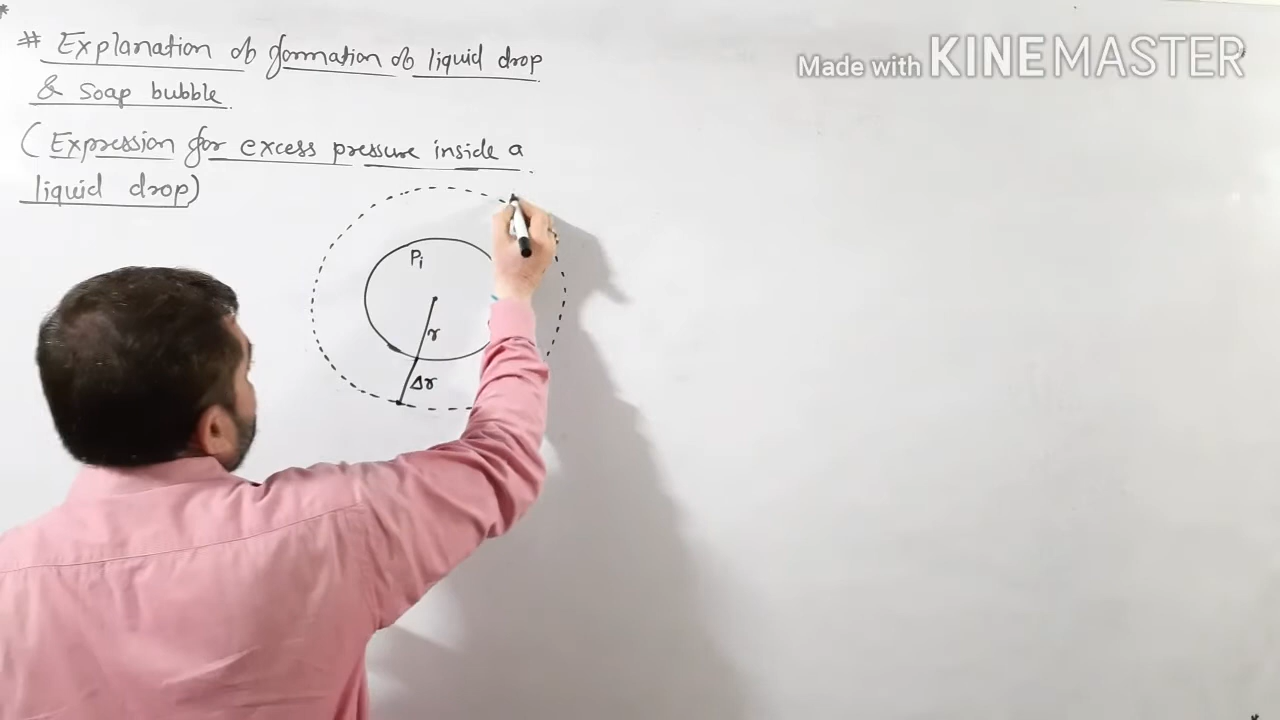 # Explanation of formation of liquid drop
& Soap bubble.
(Expression for excess pressure inside a
liquid drop)
Made with KINEMASTER
Pi
r
Δr